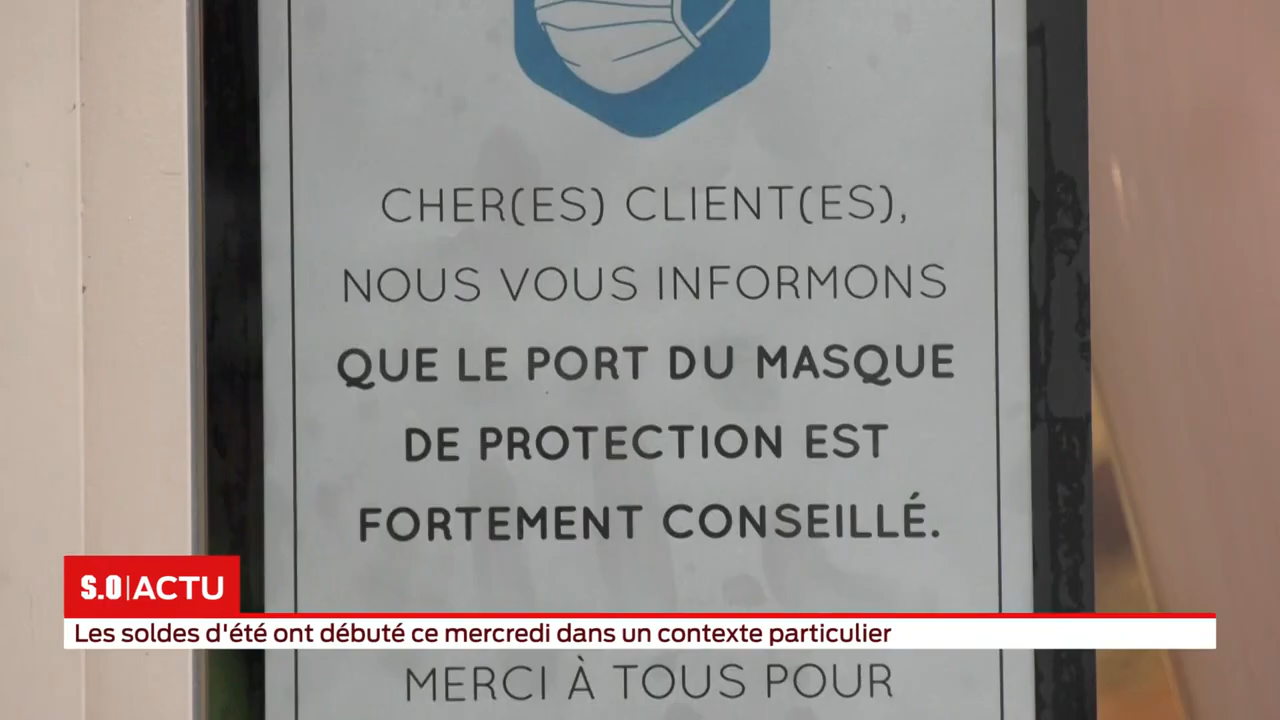 CHER(ES) CLIENT(ES),
NOUS VOUS INFORMONS
QUE LE PORT DU MASQUE
DE PROTECTION EST
FORTEMENT CONSEILLÉ.
S.O|ACTU
Les soldes d'été ont débuté ce mercredi dans un contexte particulier
MERCI À TOUS POUR